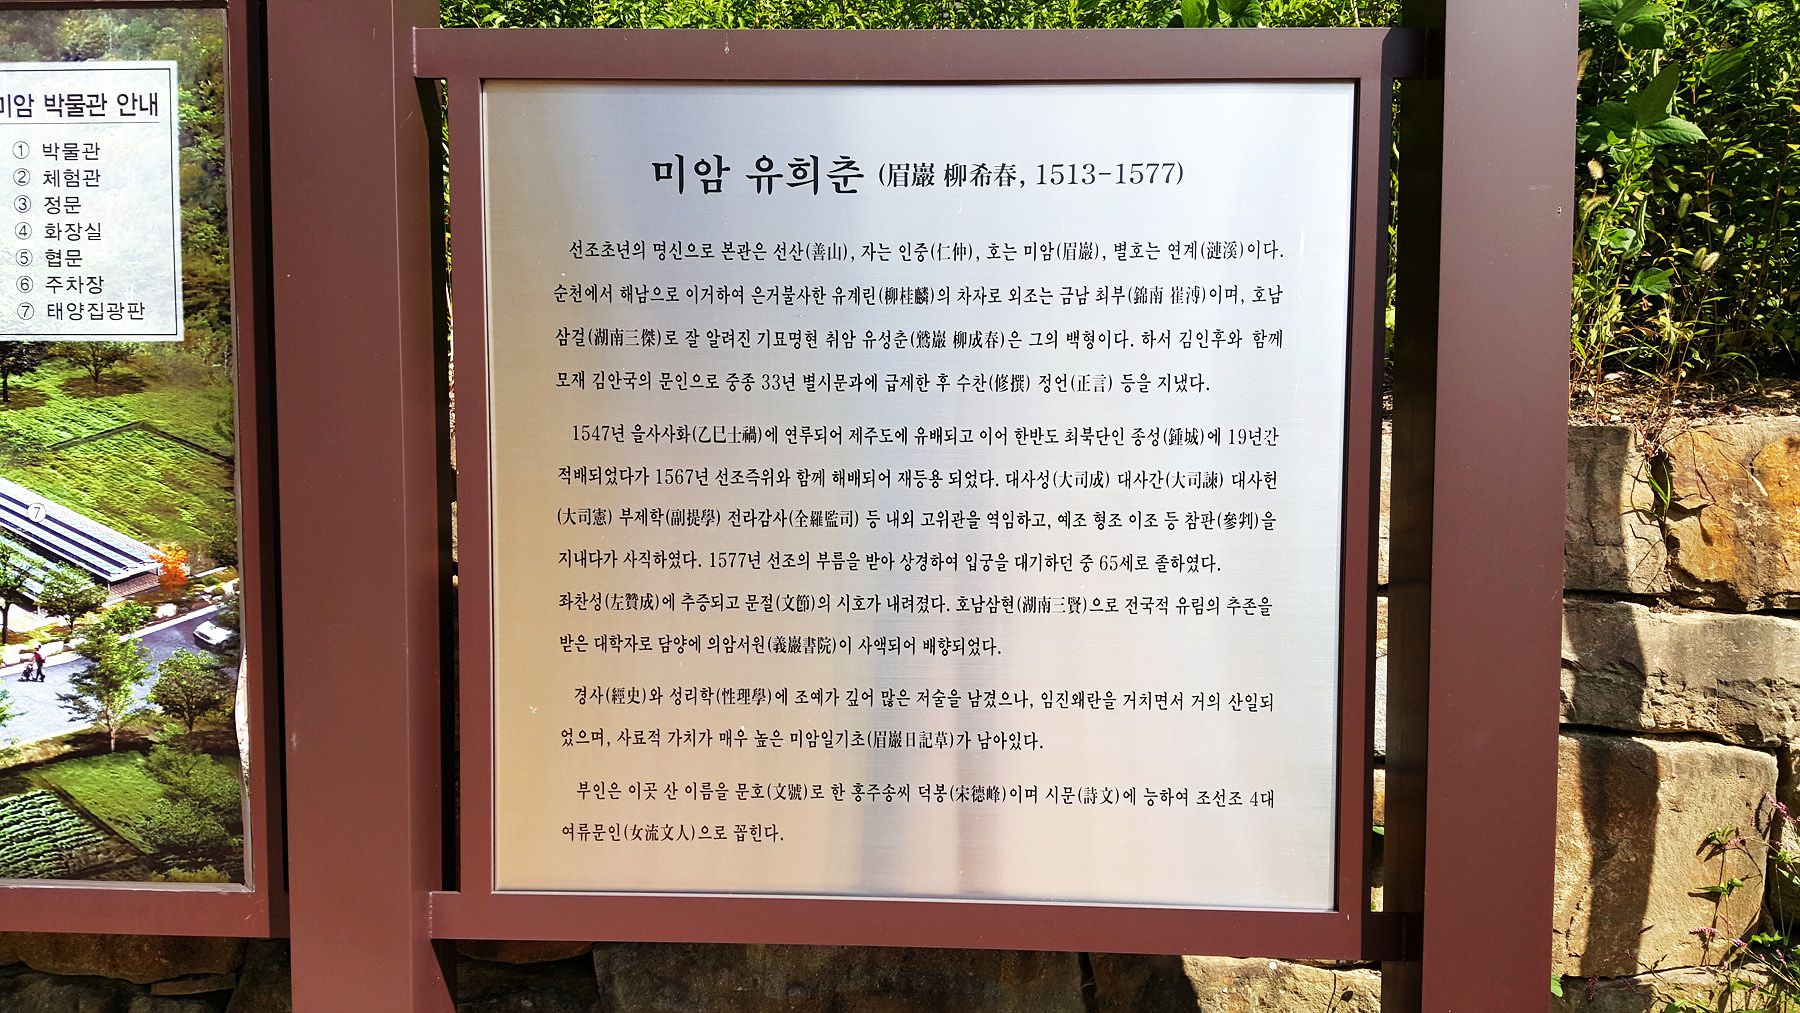 미암 박물관 안내
① 박물관
② 체험관
③ 정문
④ 화장실
⑤ 협문
⑥ 주차장
⑦ 태양집광판
⑦
미암 유희춘 (眉巖 柳希春, 1513-1577)
선조초년의 명신으로 본관은 선산(善山), 자는 인중(仁仲), 호는 미암(眉巖), 별호는 연계(漣溪)이다.
순천에서 해남으로 이거하여 은거불사한 유계린(柳桂麟)의 차자로 외조는 금남 최부(錦南 崔溥)이며, 호남
삼걸(湖南三傑)로 잘 알려진 기묘명현 취암 유성춘(鷲巖 柳成春)은 그의 백형이다. 하서 김인후와 함께
모재 김안국의 문인으로 중종 33년 별시문과에 급제한 후 수찬(修撰) 정언(正言) 등을 지냈다.
1547년 을사사화(乙巳士禍)에 연루되어 제주도에 유배되고 이어 한반도 최북단인 종성(鍾城)에 19년간
적배되었다가 1567년 선조즉위와 함께 해배되어 재등용 되었다. 대사성(大司成) 대사간(大司諫) 대사헌
(大司憲) 부제학(副提學) 전라감사(全羅監司) 등 내외 고위관을 역임하고, 예조 형조 이조 등 참판(參判)을
지내다가 사직하였다. 1577년 선조의 부름을 받아 상경하여 입궁을 대기하던 중 65세로 졸하였다.
좌찬성(左贊成)에 추증되고 문절(文節)의 시호가 내려졌다. 호남삼현(湖南三賢)으로 전국적 유림의 추존을
받은 대학자로 담양에 의암서원(義巖書院)이 사액되어 배향되었다.
경사(經史)와 성리학(性理學)에 조예가 깊어 많은 저술을 남겼으나, 임진왜란을 거치면서 거의 산일되
었으며, 사료적 가치가 매우 높은 미암일기초(眉巖日記草)가 남아있다.
부인은 이곳 산 이름을 문호(文號)로 한 홍주송씨 덕봉(宋德峰)이며 시문(詩文)에 능하여 조선조 4대
여류문인(女流文人)으로 꼽힌다.